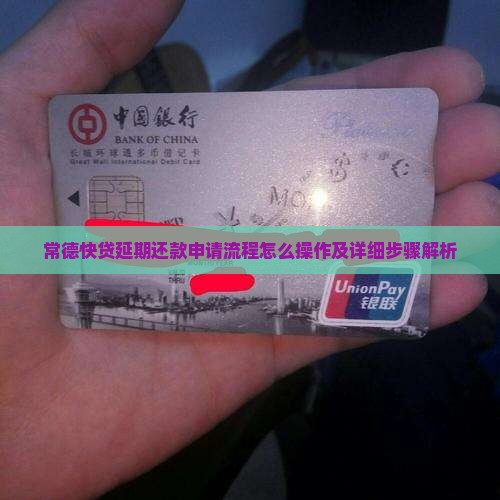 中国银行
BANK OF CHINA
长城环球通多币借记卡
Great Wall International Debit Card
常德快贷延期还款申请流程怎么操作及详细步骤解析
THRU
UnionPay
银联